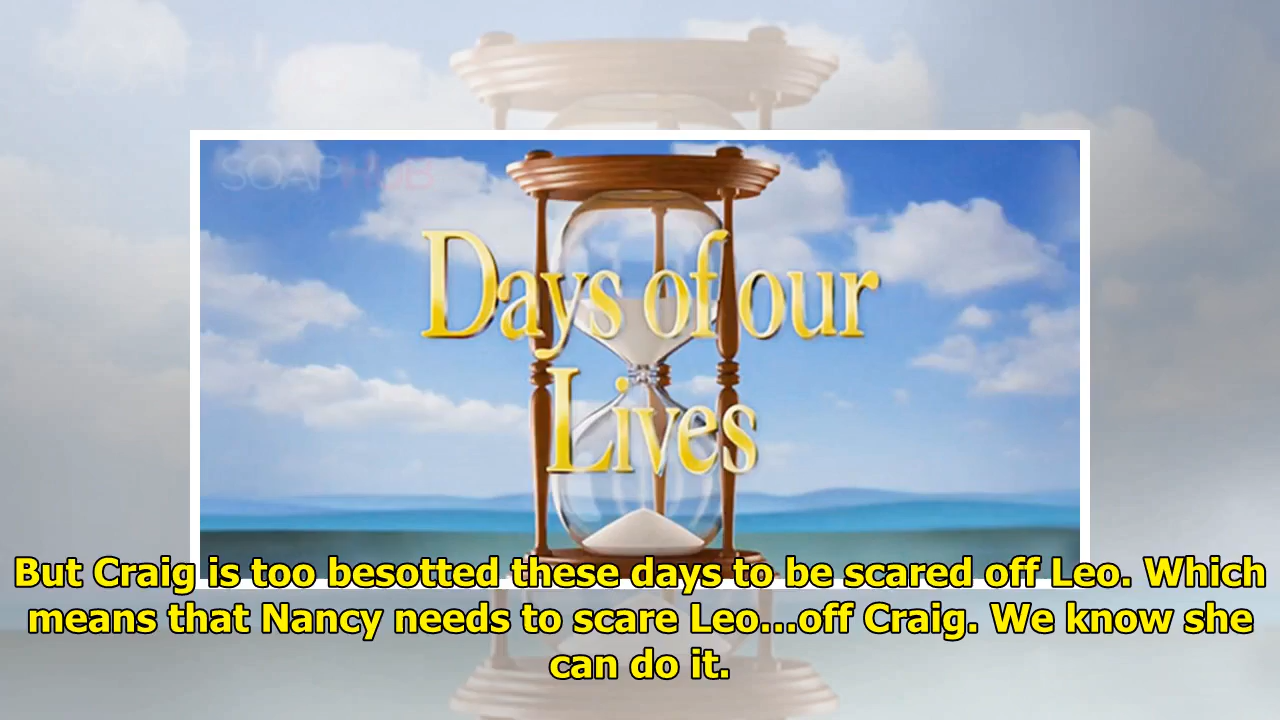 SOAPHUB
Days of our
Lives
But Craig is too besotted these days to be scared off Leo. Which
means that Nancy needs to scare Leo...off Craig. We know she
can do it.